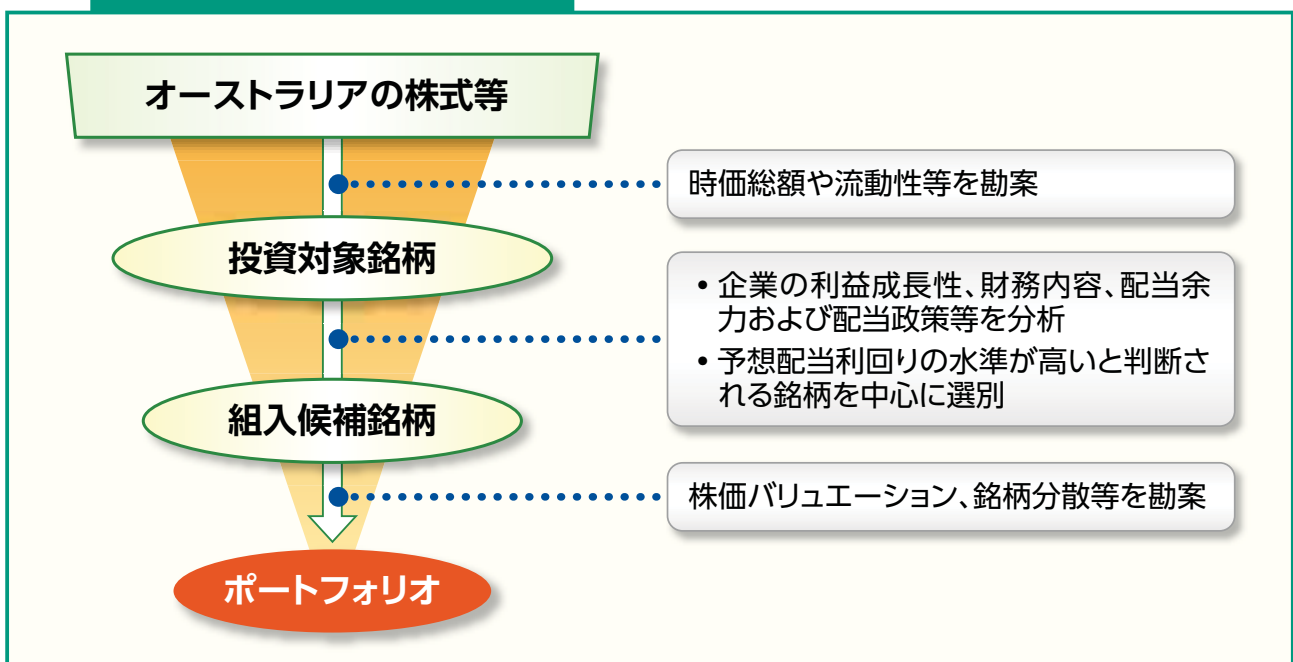 オーストラリアの株式等
時価総額や流動性等を勘案
投資対象銘柄
• 企業の利益成長性、財務内容、配当余
力および配当政策等を分析
• 予想配当利回りの水準が高いと判断さ
れる銘柄を中心に選別
組入候補銘柄
株価バリュエーション、銘柄分散等を勘案
ポートフォリオ